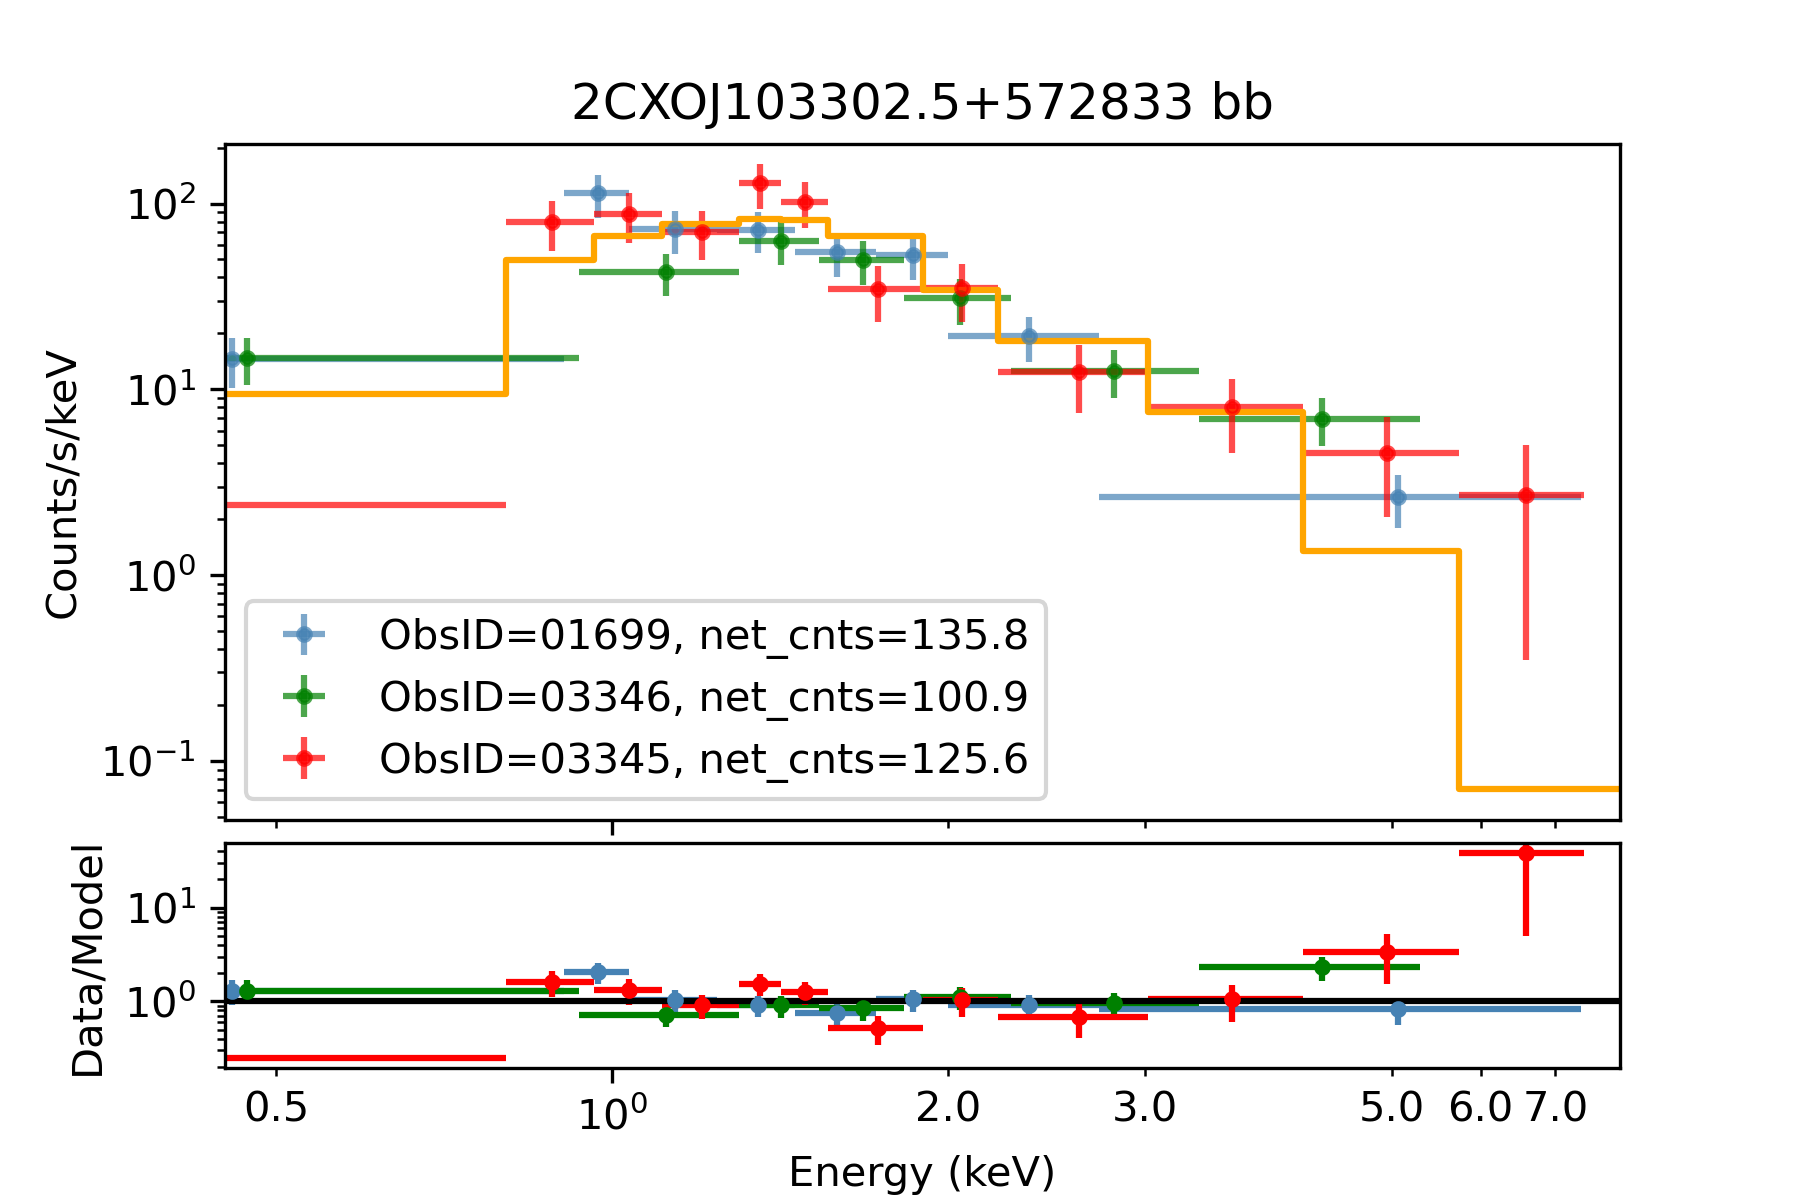 2CXOJ103302.5+572833 bb
Counts/s/keV
10²
10¹
10⁰
10⁻¹
ObsID=01699, net_cnts=135.8
ObsID=03346, net_cnts=100.9
ObsID=03345, net_cnts=125.6
Data/Model
10¹
10⁰
0.5 10⁰ 2.0 3.0 5.0 6.0 7.0
Energy (keV)